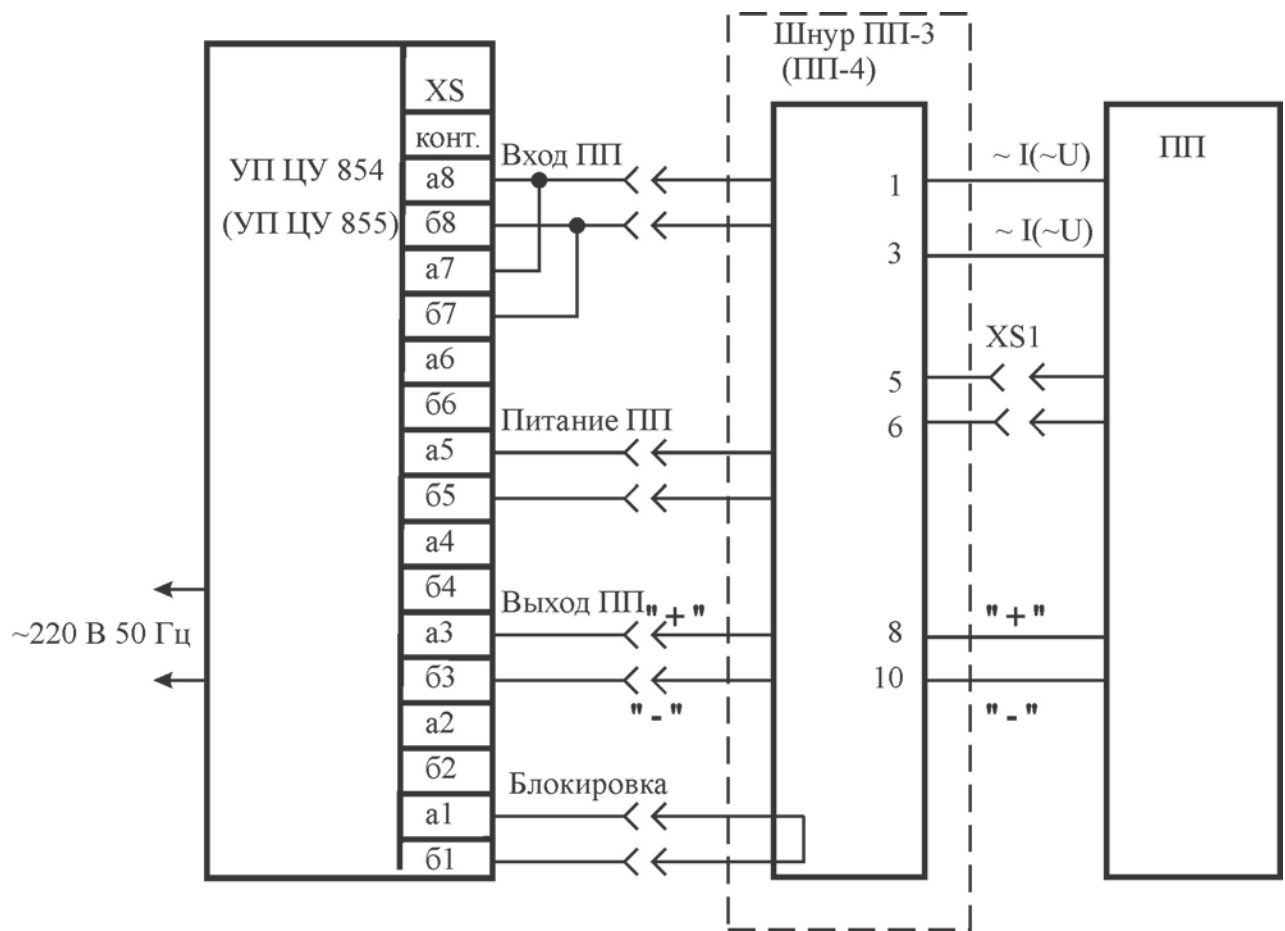 Шнур ПП-3
(ПП-4)
XS
конт.
УП ЦУ 854
(УП ЦУ 855)
а8
б8
а7
б7
а6
б6
а5
б5
а4
б4
а3
б3
а2
б2
а1
б1
~220 В 50 Гц
Вход ПП
Питание ПП
Выход ПП
"+"
"-"
Блокировка
1
3
5
6
8
10
~ I(~U)
~ I(~U)
XS1
"+"
"-"
ПП